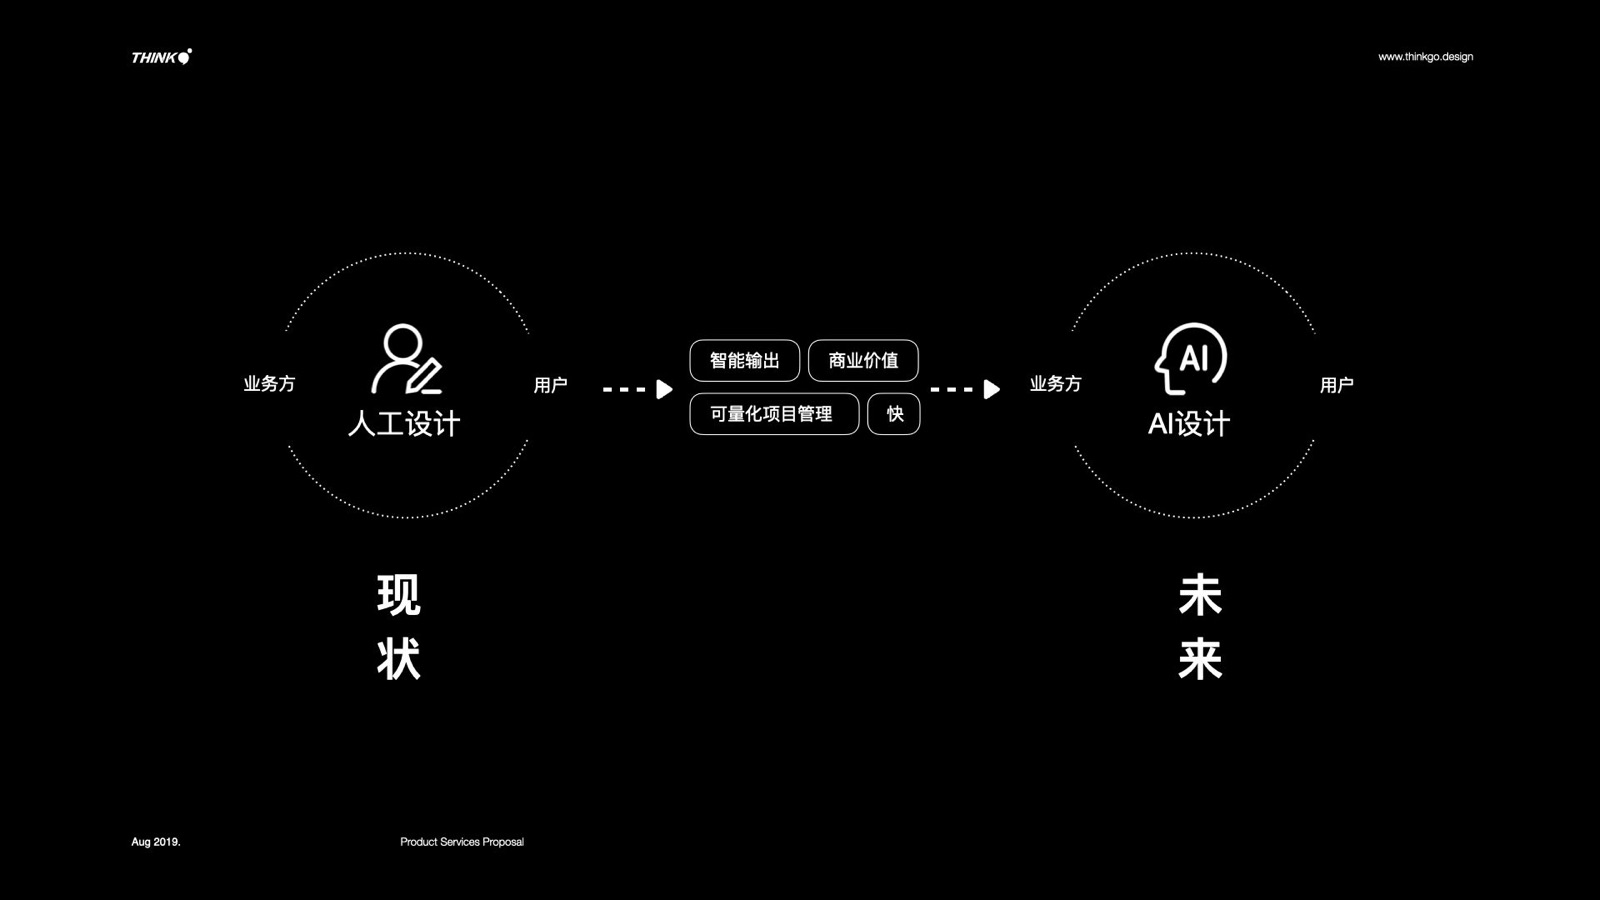 THINK
www.thinkgo.design
业务方
人工设计
用户
智能输出
商业价值
可量化项目管理
快
业务方
AI
AI设计
用户
现
状
未
来
Aug 2019.
Product Services Proposal